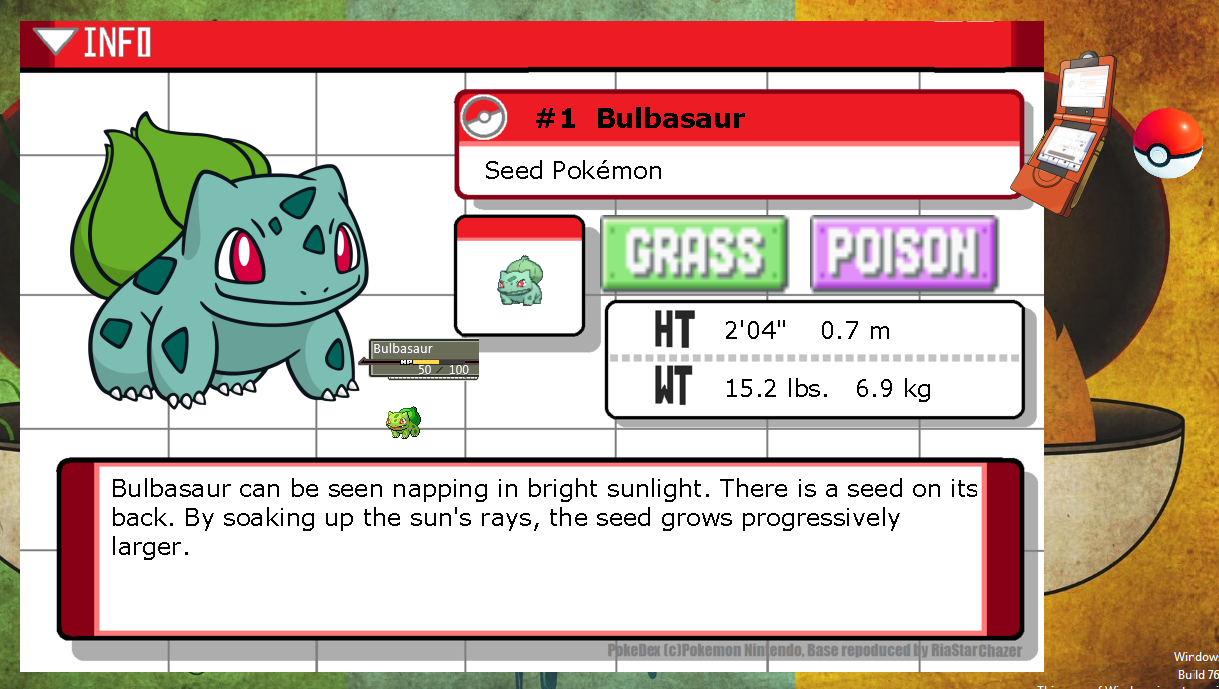 INFO
#1 Bulbasaur
Seed Pokémon
GRASS POISON
HT 2'04" 0.7 m
WT 15.2 lbs. 6.9 kg
Bulbasaur
HP
50 / 100
Bulbasaur can be seen napping in bright sunlight. There is a seed on its
back. By soaking up the sun's rays, the seed grows progressively
larger.
PokeDex (c)Pokemon Nintendo, Base repoduced by RiaStarChazer
Windows
Build 76